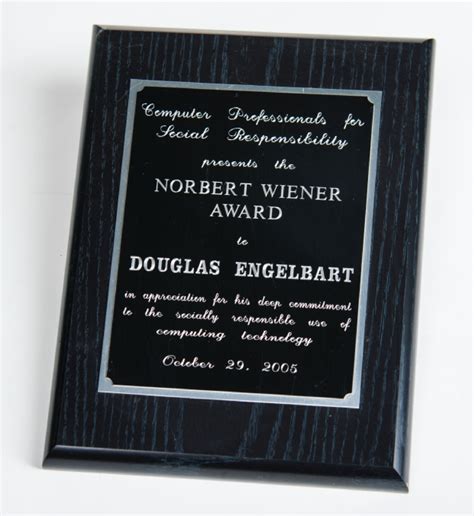 Computer Professionals for
Social Responsibility
presents the
NORBERT WIENER
AWARD
to
DOUGLAS ENGELBART
in appreciation for his deep commitment
to the socially responsible use of
computing technology
October 29, 2005